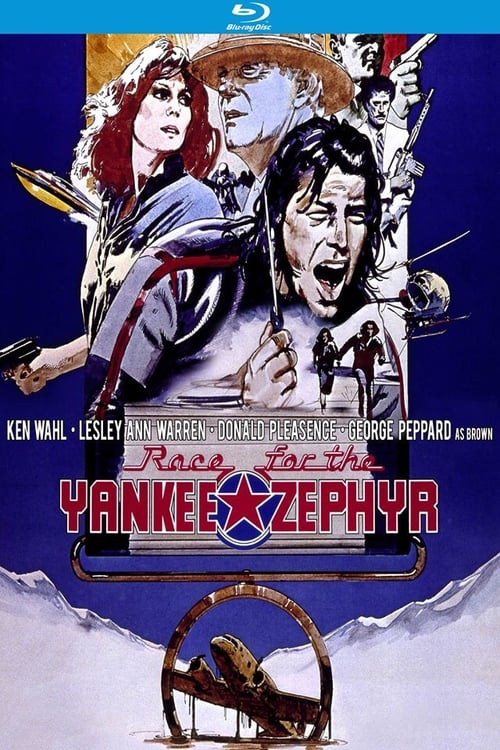 Blu-ray Disc
KEN WAHL · LESLEY ANN WARREN · DONALD PLEASENCE · GEORGE PEPPARD AS BROWN
Race for the
YANKEE ZEPHYR